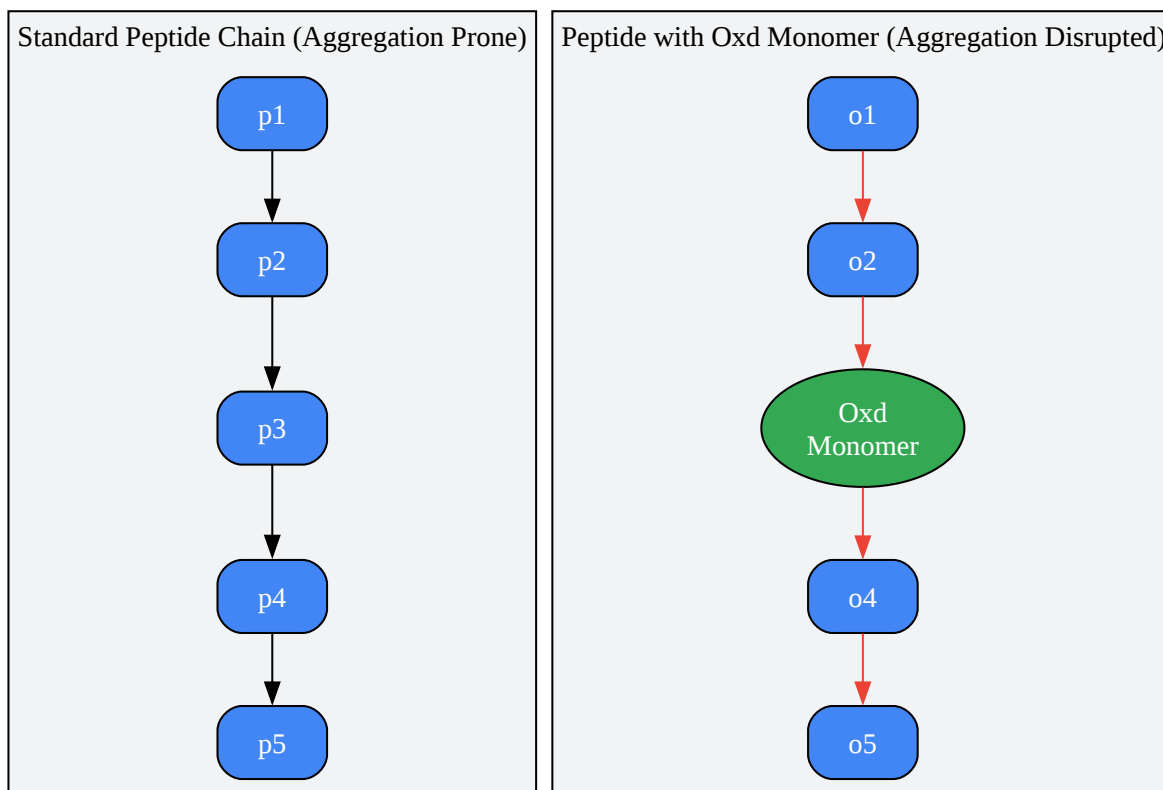 Standard Peptide Chain (Aggregation Prone)
p1
p2
p3
p4
p5
Peptide with Oxd Monomer (Aggregation Disrupted)
o1
o2
Oxd
Monomer
o4
o5